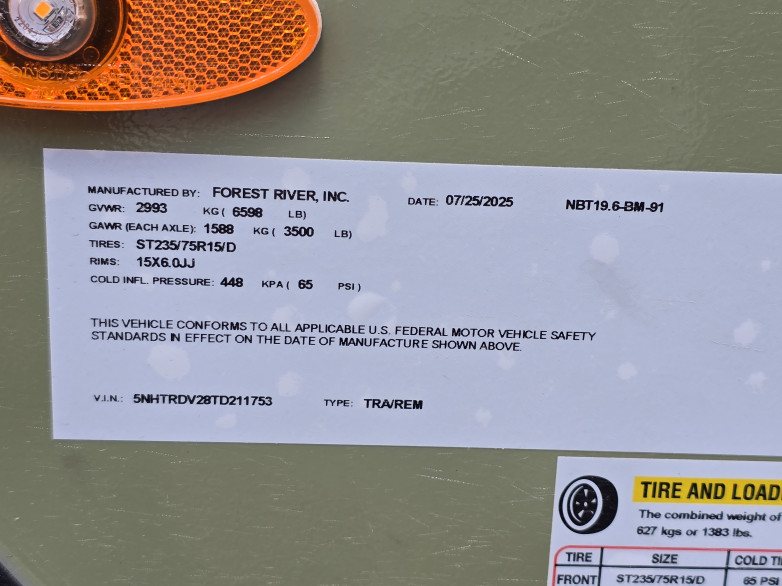 MANUFACTURED BY: FOREST RIVER, INC. DATE: 07/25/2025 NBT19.6-BM-91
GVWR: 2993 KG ( 6598 LB)
GAWR (EACH AXLE): 1588 KG ( 3500 LB)
TIRES: ST235/75R15/D
RIMS: 15X6.0JJ
COLD INFL. PRESSURE: 448 KPA ( 65 PSI )
THIS VEHICLE CONFORMS TO ALL APPLICABLE U.S. FEDERAL MOTOR VEHICLE SAFETY
STANDARDS IN EFFECT ON THE DATE OF MANUFACTURE SHOWN ABOVE.
V.I.N.: 5NHTRDV28TD211753 TYPE: TRA/REM
TIRE AND LOAD
The combined weight of
627 kgs or 1383 lbs.
TIRE SIZE COLD TI
FRONT ST235/75R15/D 65 PSI